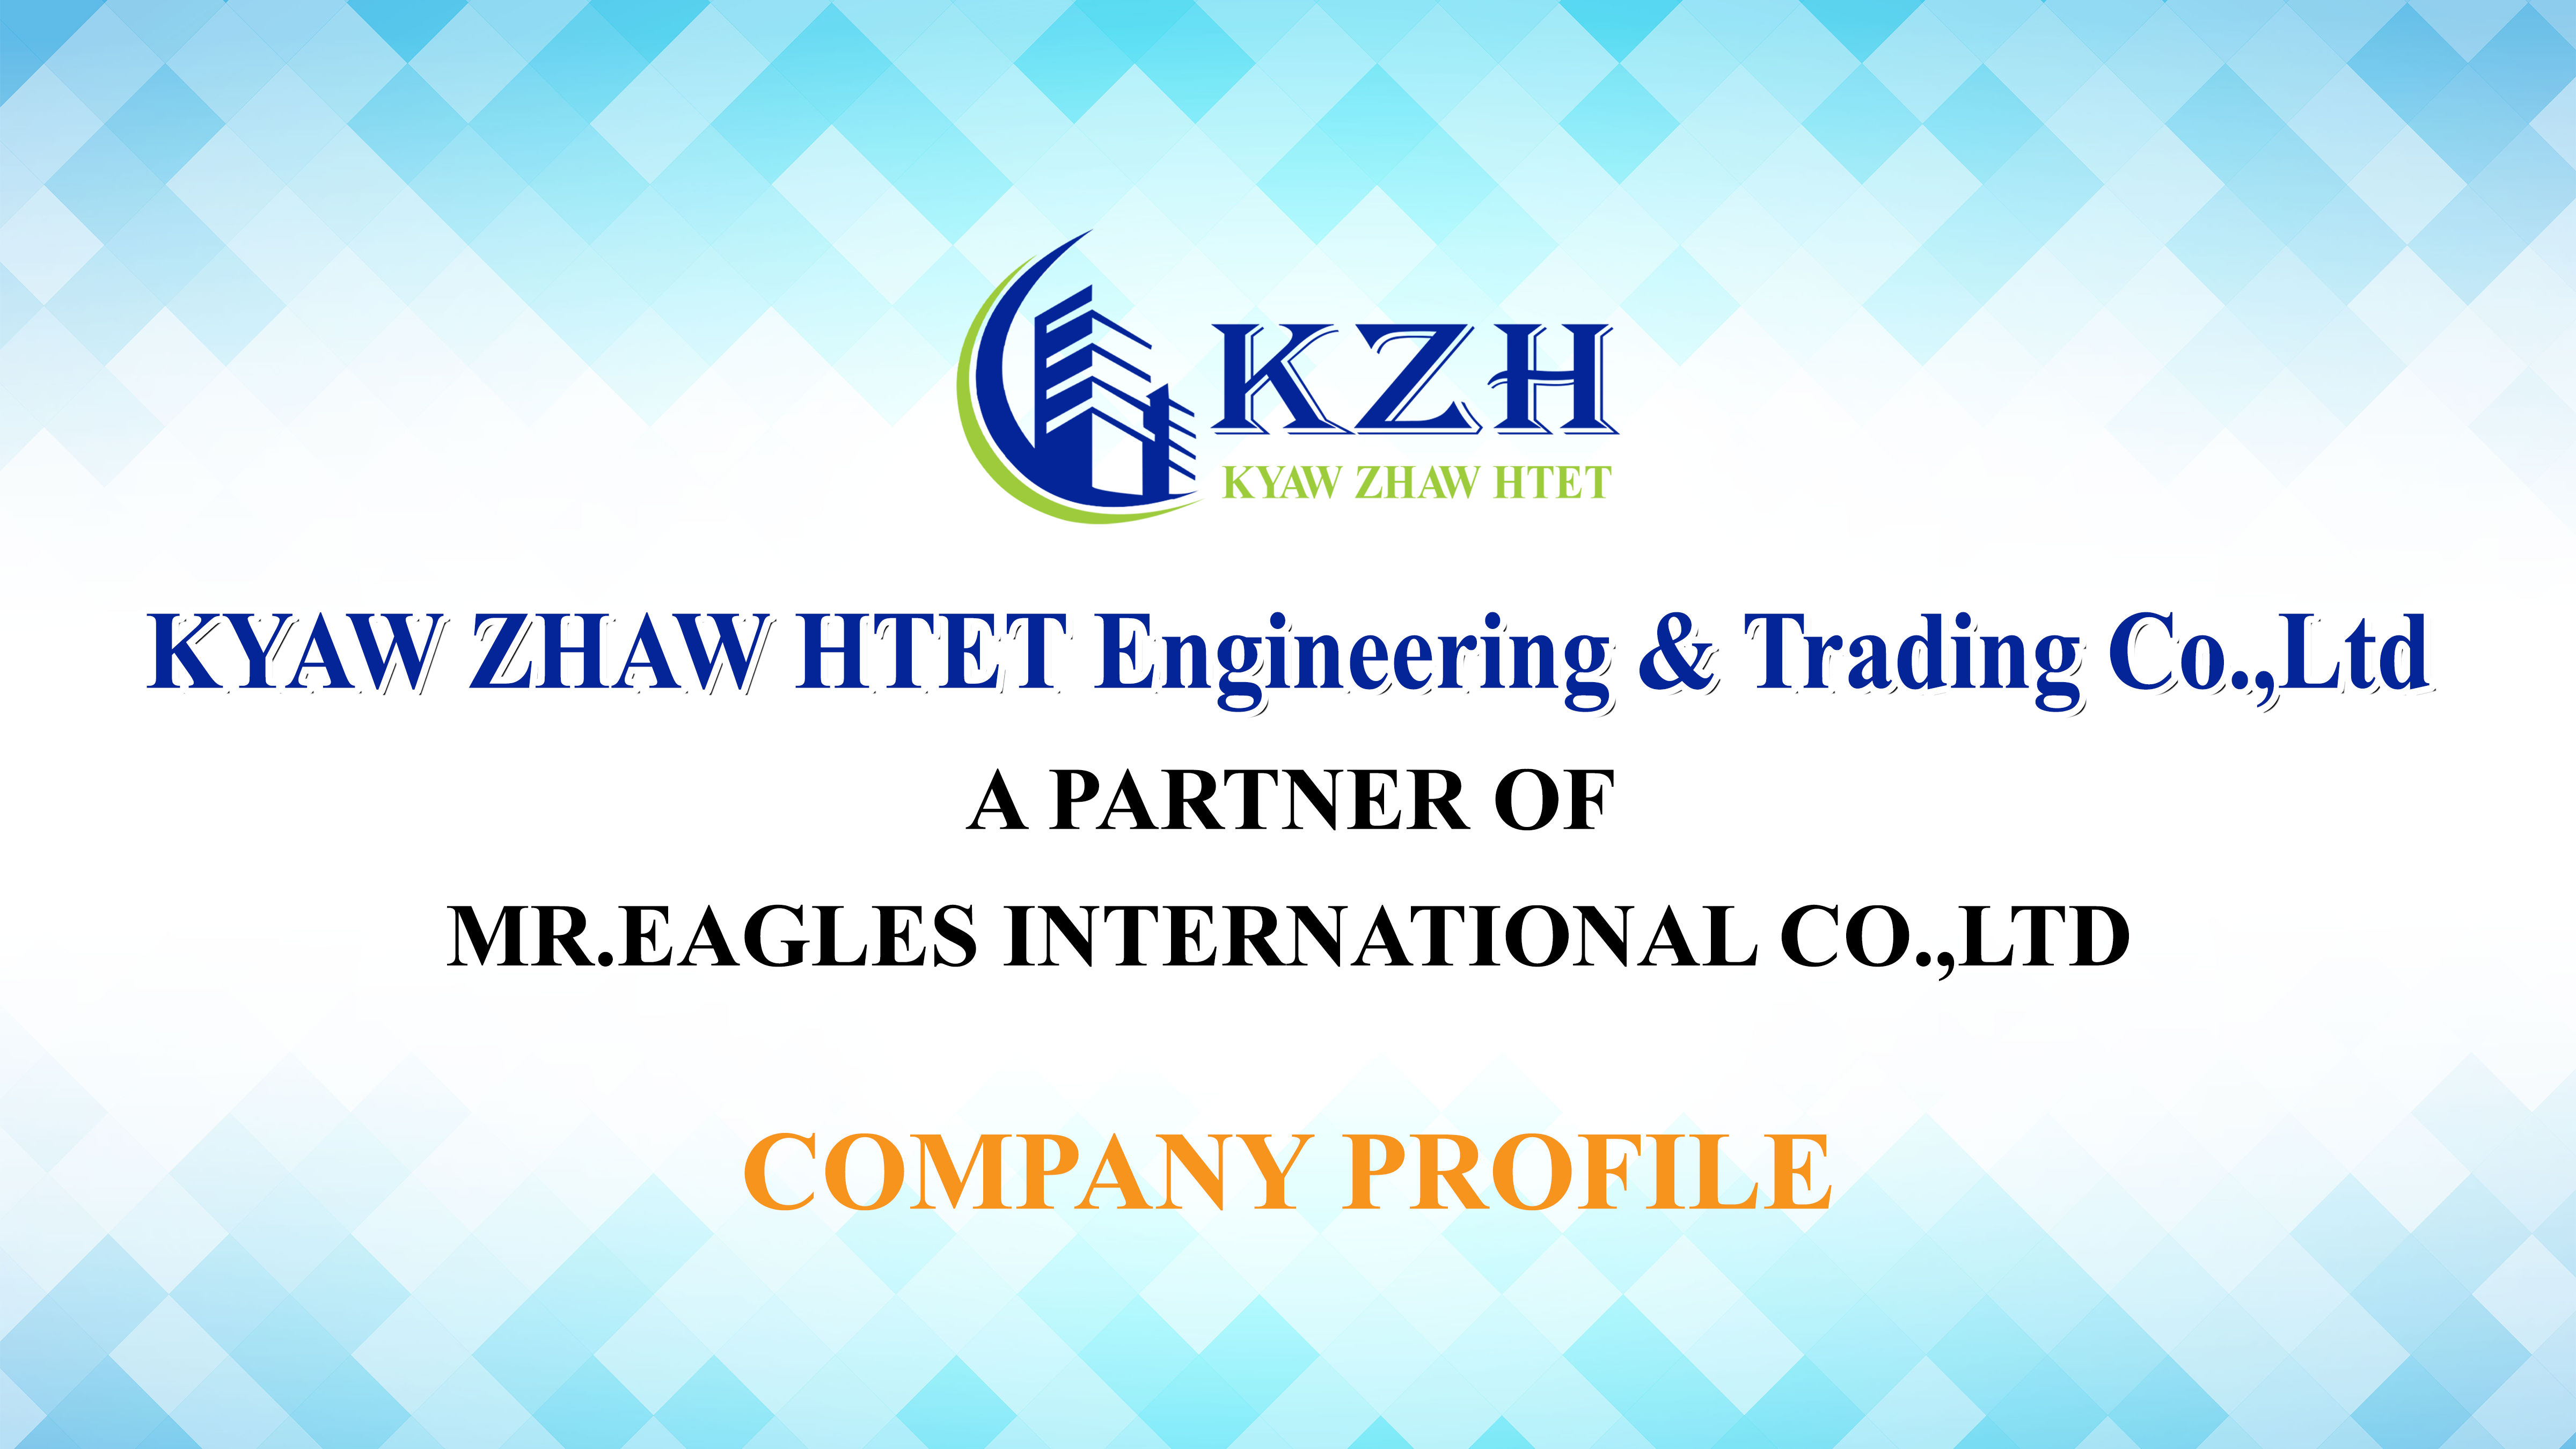 KZH
KYAW ZHAW HTET
KYAW ZHAW HTET Engineering & Trading Co.,Ltd
A PARTNER OF
MR.EAGLES INTERNATIONAL CO.,LTD
COMPANY PROFILE